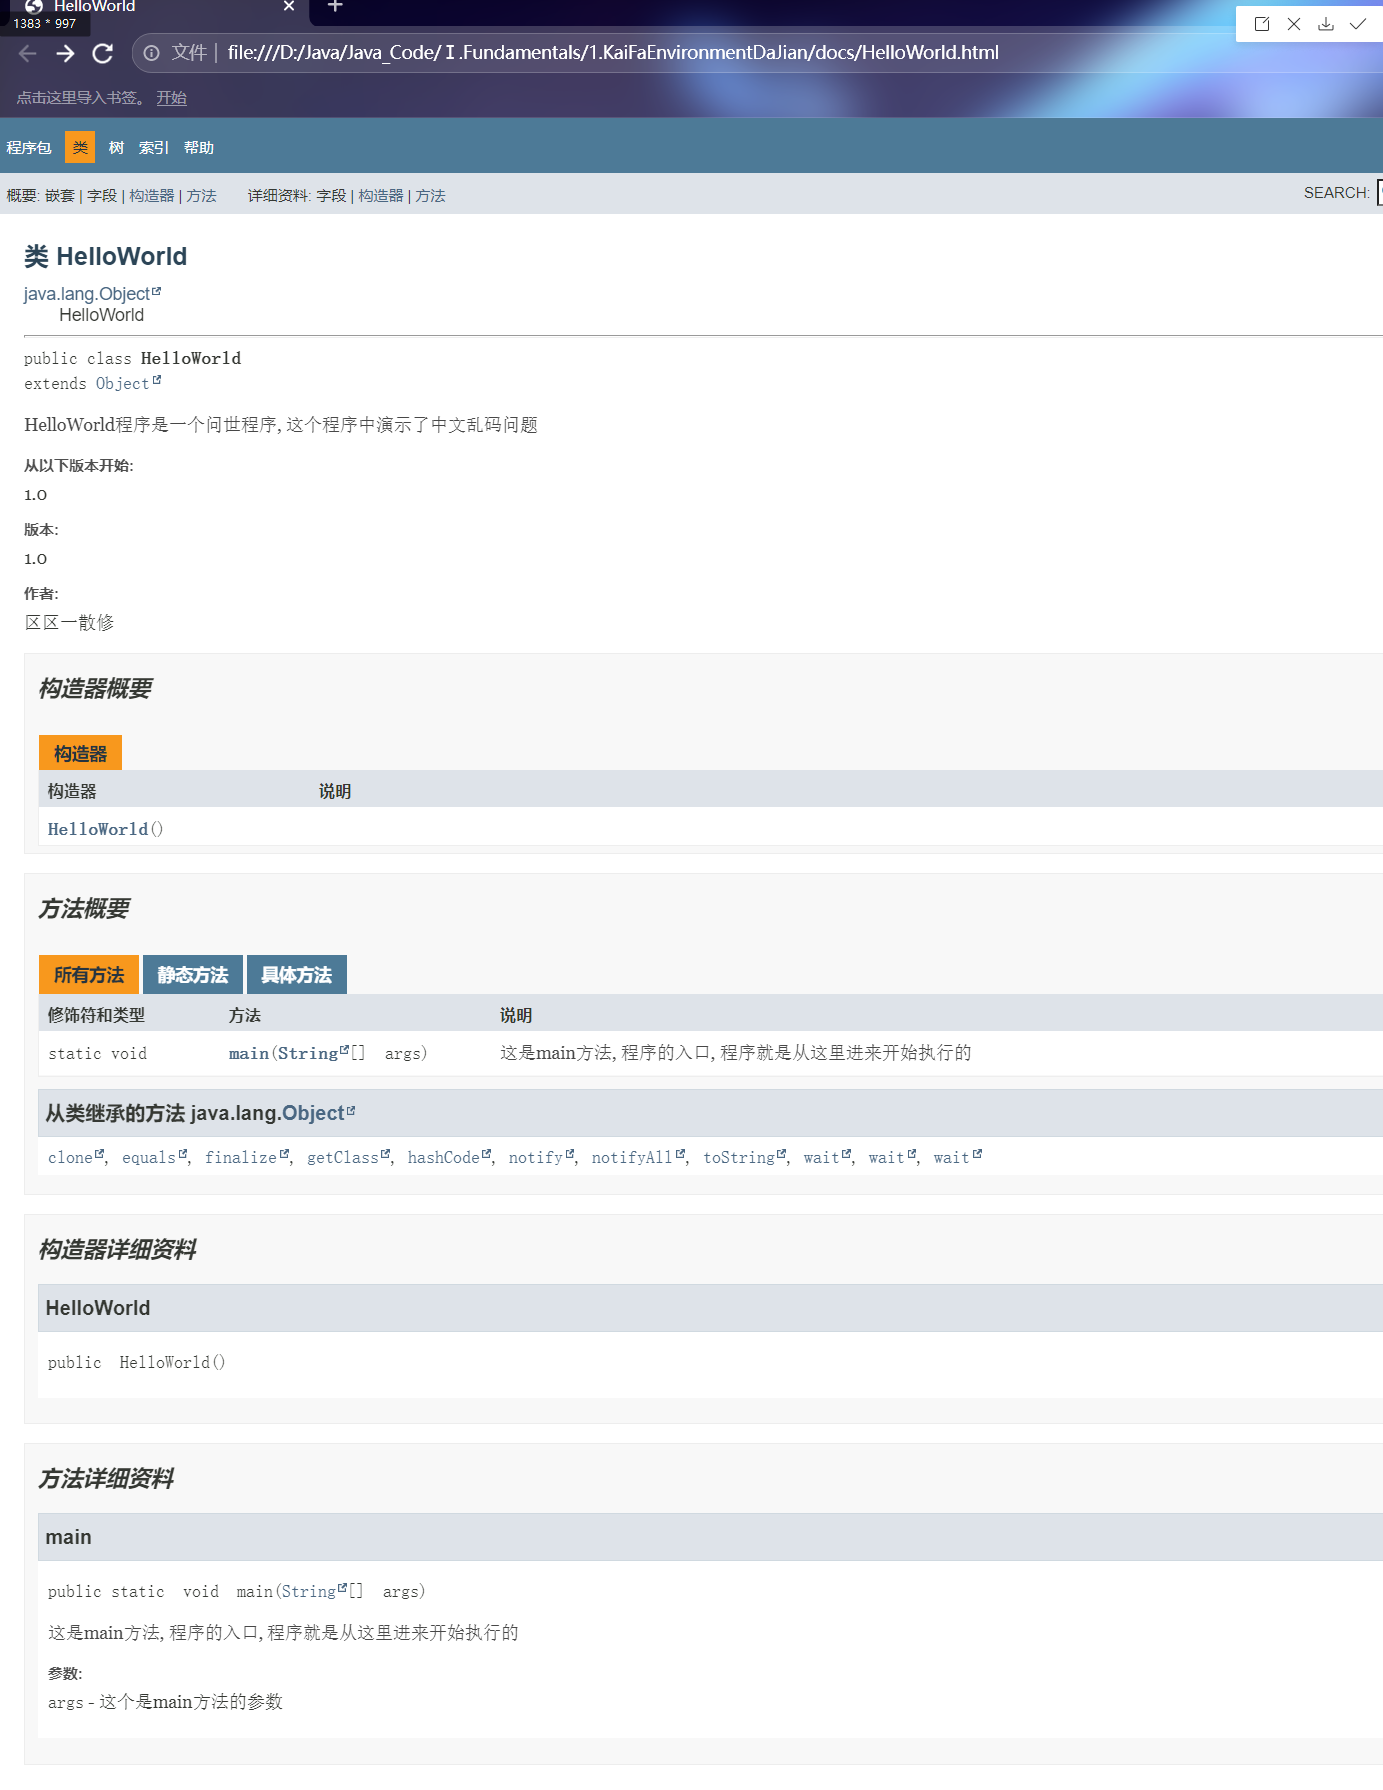 HelloWorld
1383 * 997
文件 | file:///D:/Java/Java_Code/Ⅰ.Fundamentals/1.KaiFaEnvironmentDaJian/docs/HelloWorld.html
点击这里导入书签。 开始
程序包 类 树 索引 帮助
概要: 嵌套 | 字段 | 构造器 | 方法 详细资料: 字段 | 构造器 | 方法 SEARCH:
类 HelloWorld
java.lang.Object
HelloWorld
public class HelloWorld
extends Object
HelloWorld程序是一个问世程序, 这个程序中演示了中文乱码问题
从以下版本开始:
1.0
版本:
1.0
作者:
区区一散修
构造器概要
构造器
构造器 说明
HelloWorld()
方法概要
所有方法 静态方法 具体方法
修饰符和类型 方法 说明
static void main(String[] args) 这是main方法, 程序的入口, 程序就是从这里进来开始执行的
从类继承的方法 java.lang.Object
clone, equals, finalize, getClass, hashCode, notify, notifyAll, toString, wait, wait, wait
构造器详细资料
HelloWorld
public HelloWorld()
方法详细资料
main
public static void main(String[] args)
这是main方法, 程序的入口, 程序就是从这里进来开始执行的
参数:
args - 这个是main方法的参数